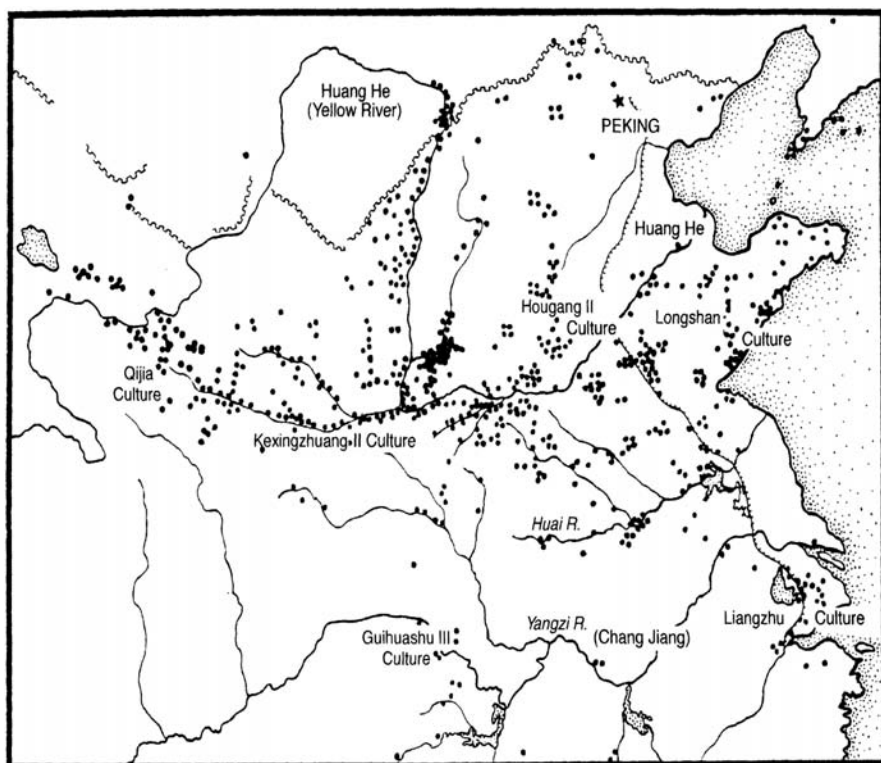 Huang He
(Yellow River)
PEKING
Huang He
Hougang II
Culture
Longshan
Culture
Qijia
Culture
Kexingzhuang II Culture
Huai R.
Yangzi R.
(Chang Jiang)
Liangzhu
Culture
Guihuashu III
Culture